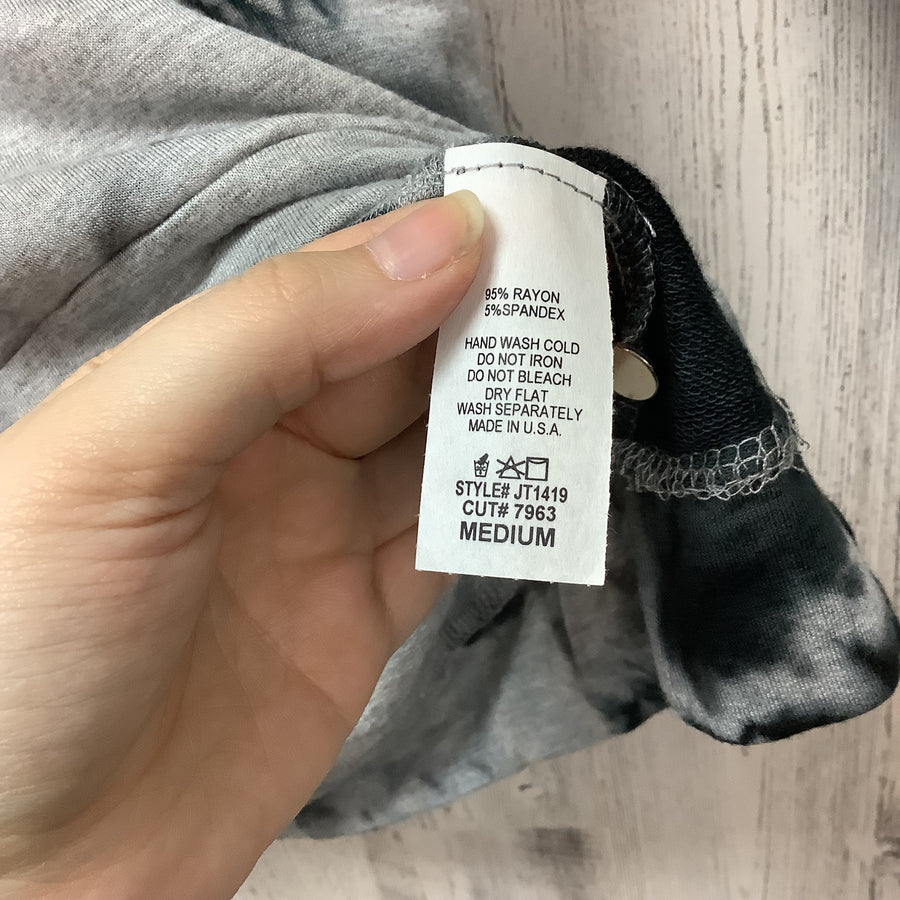 95% RAYON
5%SPANDEX
HAND WASH COLD
DO NOT IRON
DO NOT BLEACH
DRY FLAT
WASH SEPARATELY
MADE IN U.S.A.
STYLE# JT1419
CUT# 7963
MEDIUM